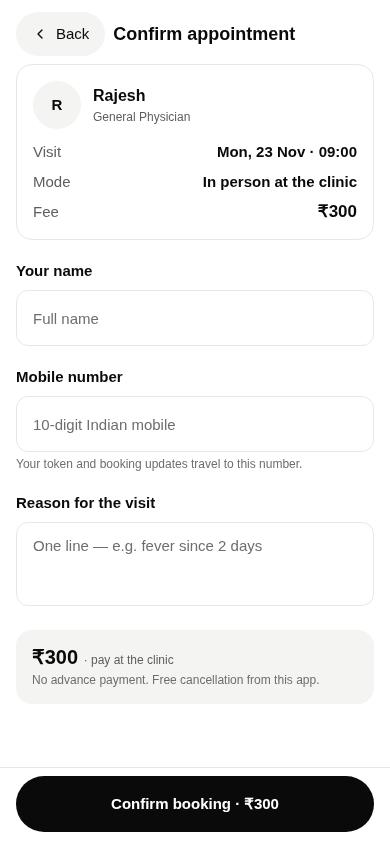 Back
Confirm appointment
R
Rajesh
General Physician
Visit
Mon, 23 Nov · 09:00
Mode
In person at the clinic
Fee
₹300
Your name
Full name
Mobile number
10-digit Indian mobile
Your token and booking updates travel to this number.
Reason for the visit
One line — e.g. fever since 2 days
₹300 · pay at the clinic
No advance payment. Free cancellation from this app.
Confirm booking · ₹300